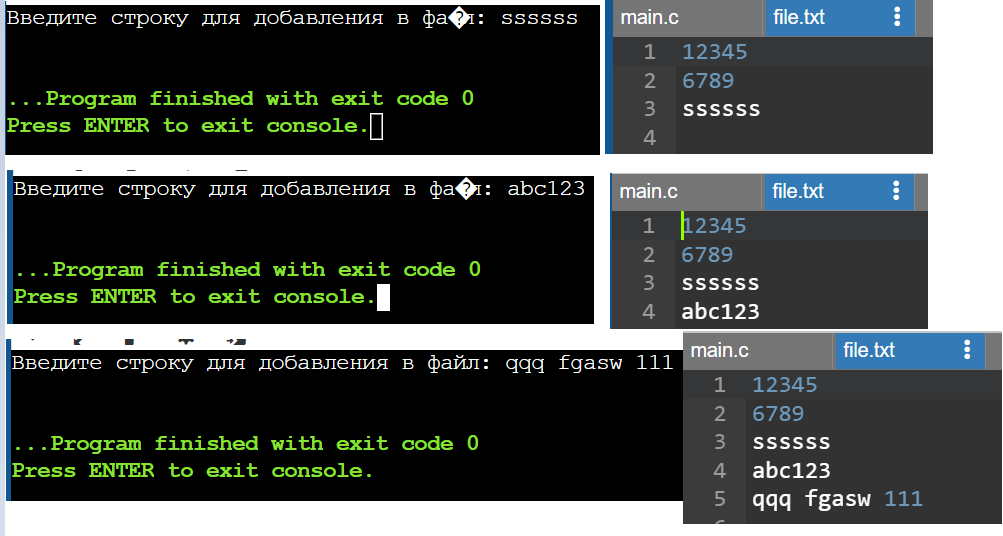 Введите строку для добавления в фа�л: ssssss
...Program finished with exit code 0
Press ENTER to exit console.
main.c file.txt
1 12345
2 6789
3 ssssss
4
Введите строку для добавления в фа�л: abc123
...Program finished with exit code 0
Press ENTER to exit console.
main.c file.txt
1 12345
2 6789
3 ssssss
4 abc123
Введите строку для добавления в файл: qqq fgasw 111
...Program finished with exit code 0
Press ENTER to exit console.
main.c file.txt
1 12345
2 6789
3 ssssss
4 abc123
5 qqq fgasw 111